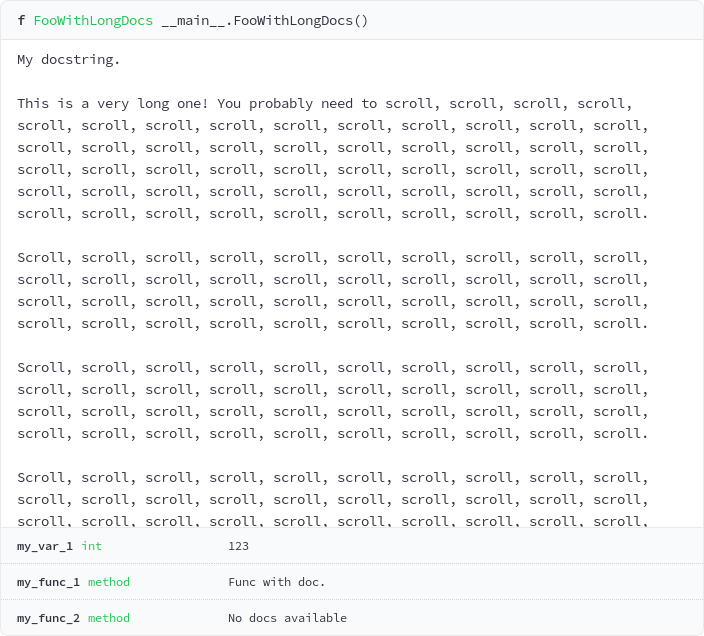 f FooWithLongDocs __main__.FooWithLongDocs()
My docstring.
This is a very long one! You probably need to scroll, scroll, scroll, scroll,
scroll, scroll, scroll, scroll, scroll, scroll, scroll, scroll, scroll, scroll,
scroll, scroll, scroll, scroll, scroll, scroll, scroll, scroll, scroll, scroll,
scroll, scroll, scroll, scroll, scroll, scroll, scroll, scroll, scroll, scroll,
scroll, scroll, scroll, scroll, scroll, scroll, scroll, scroll, scroll, scroll,
scroll, scroll, scroll, scroll, scroll, scroll, scroll, scroll, scroll, scroll.
Scroll, scroll, scroll, scroll, scroll, scroll, scroll, scroll, scroll, scroll,
scroll, scroll, scroll, scroll, scroll, scroll, scroll, scroll, scroll, scroll,
scroll, scroll, scroll, scroll, scroll, scroll, scroll, scroll, scroll, scroll,
scroll, scroll, scroll, scroll, scroll, scroll, scroll, scroll, scroll, scroll.
Scroll, scroll, scroll, scroll, scroll, scroll, scroll, scroll, scroll, scroll,
scroll, scroll, scroll, scroll, scroll, scroll, scroll, scroll, scroll, scroll,
scroll, scroll, scroll, scroll, scroll, scroll, scroll, scroll, scroll, scroll,
scroll, scroll, scroll, scroll, scroll, scroll, scroll, scroll, scroll, scroll.
Scroll, scroll, scroll, scroll, scroll, scroll, scroll, scroll, scroll, scroll,
scroll, scroll, scroll, scroll, scroll, scroll, scroll, scroll, scroll, scroll,
scroll, scroll, scroll, scroll, scroll, scroll, scroll, scroll, scroll, scroll,
my_var_1 int 123
my_func_1 method Func with doc.
my_func_2 method No docs available